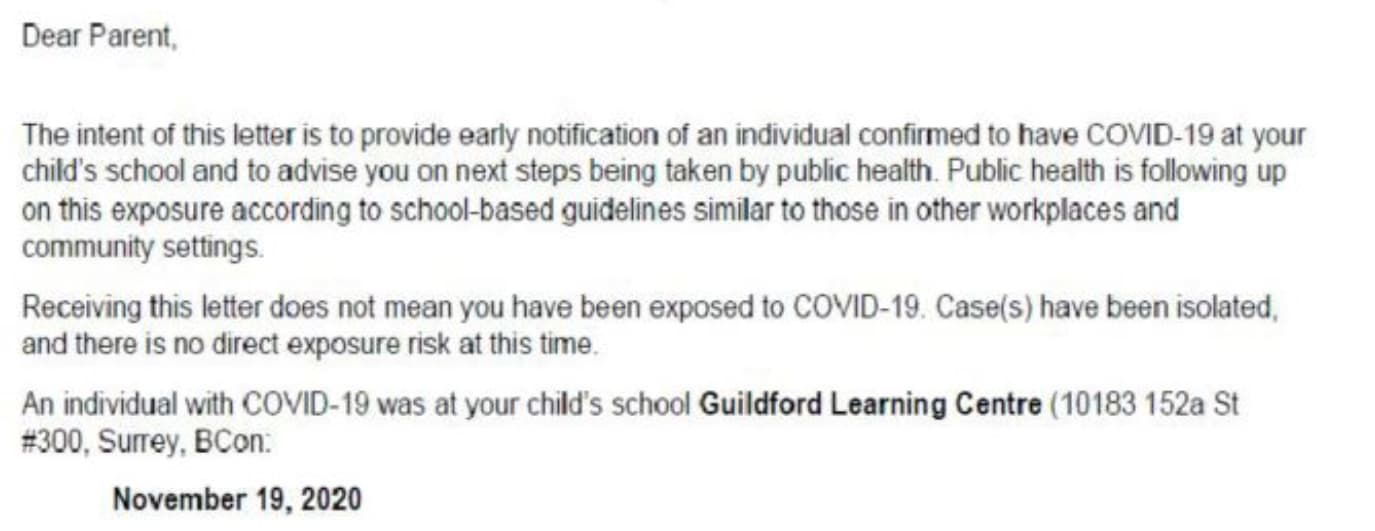 Dear Parent,
The intent of this letter is to provide early notification of an individual confirmed to have COVID-19 at your
child's school and to advise you on next steps being taken by public health. Public health is following up
on this exposure according to school-based guidelines similar to those in other workplaces and
community settings.
Receiving this letter does not mean you have been exposed to COVID-19. Case(s) have been isolated,
and there is no direct exposure risk at this time.
An individual with COVID-19 was at your child's school Guildford Learning Centre (10183 152a St
#300, Surrey, BCon:
November 19, 2020